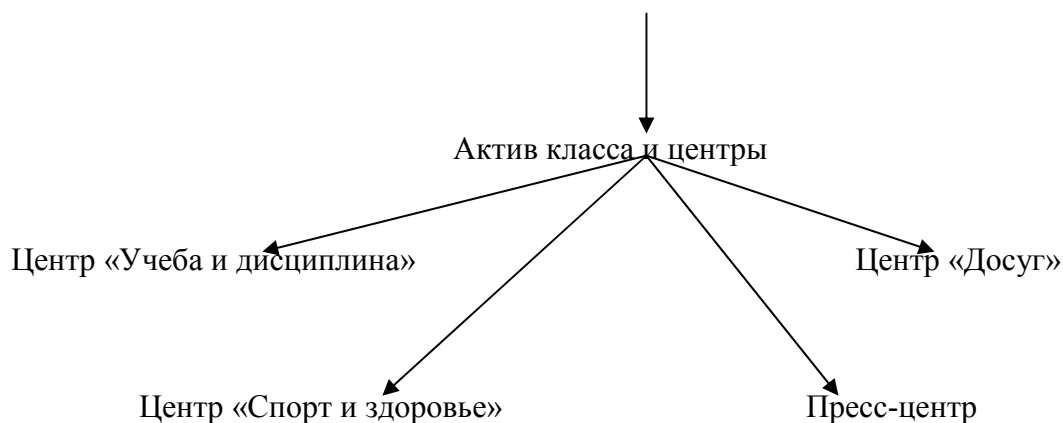 Актив класса и центры
Центр «Учеба и дисциплина»
Центр «Досуг»
Центр «Спорт и здоровье»
Пресс-центр